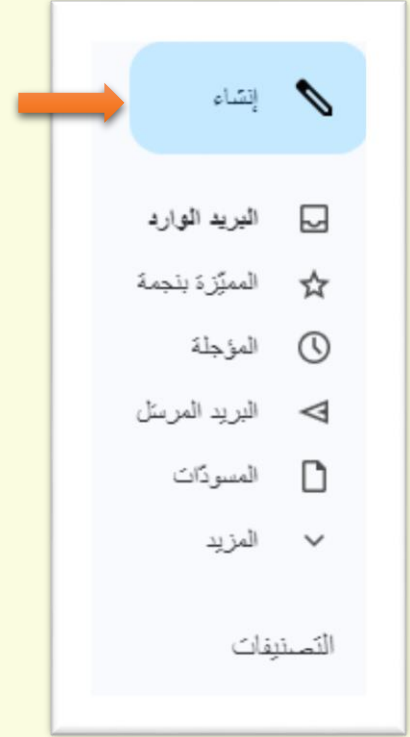 إنشاء
البريد الوارد
المميّزة بنجمة
المؤجلة
البريد المرسَل
المسودّات
المزيد
التصنيفات